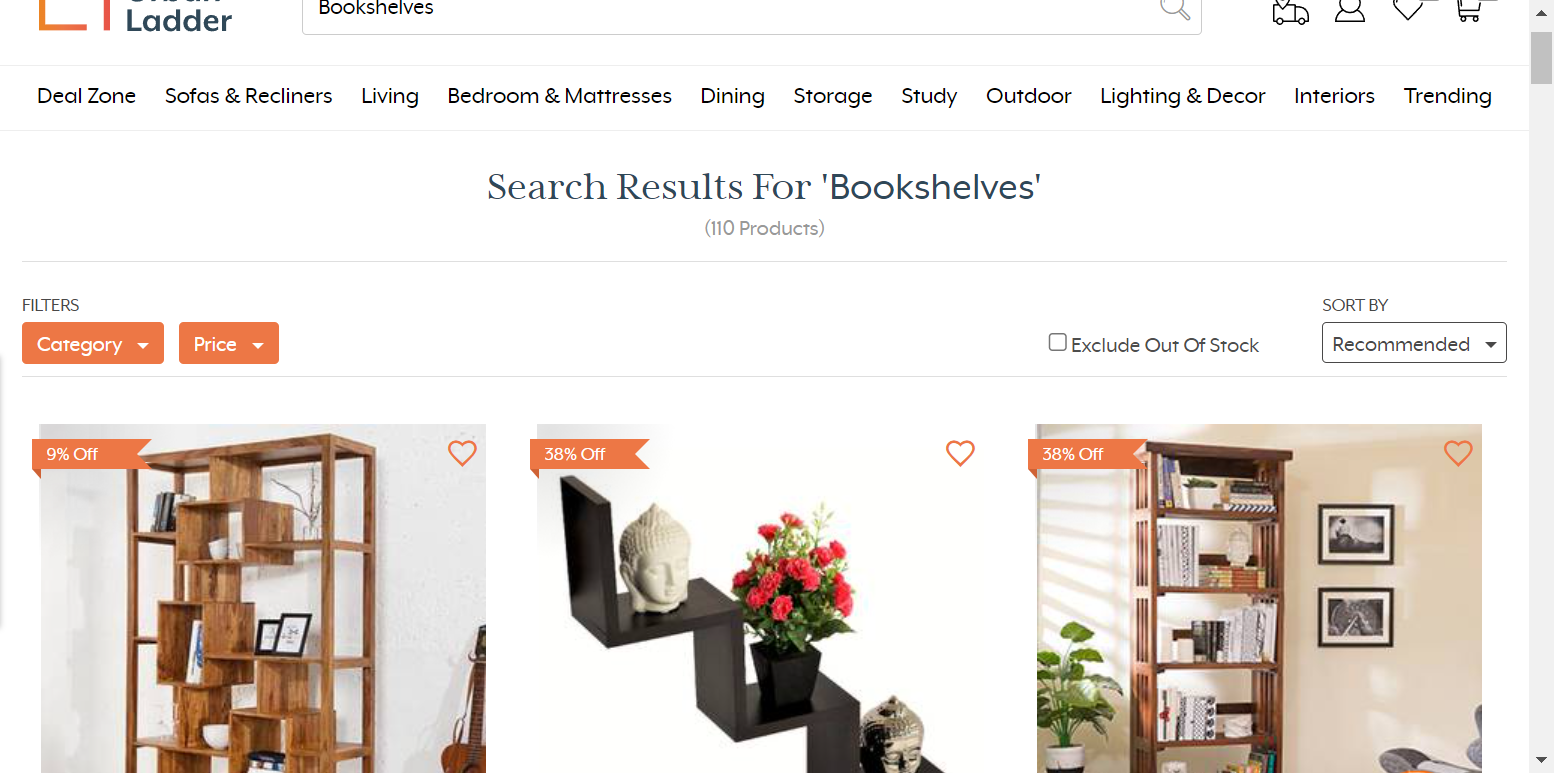 Ladder
Bookshelves
Deal Zone Sofas & Recliners Living Bedroom & Mattresses Dining Storage Study Outdoor Lighting & Decor Interiors Trending
Search Results For 'Bookshelves'
(110 Products)
FILTERS
SORT BY
Category
Price
Exclude Out Of Stock
Recommended
9% Off
38% Off
38% Off